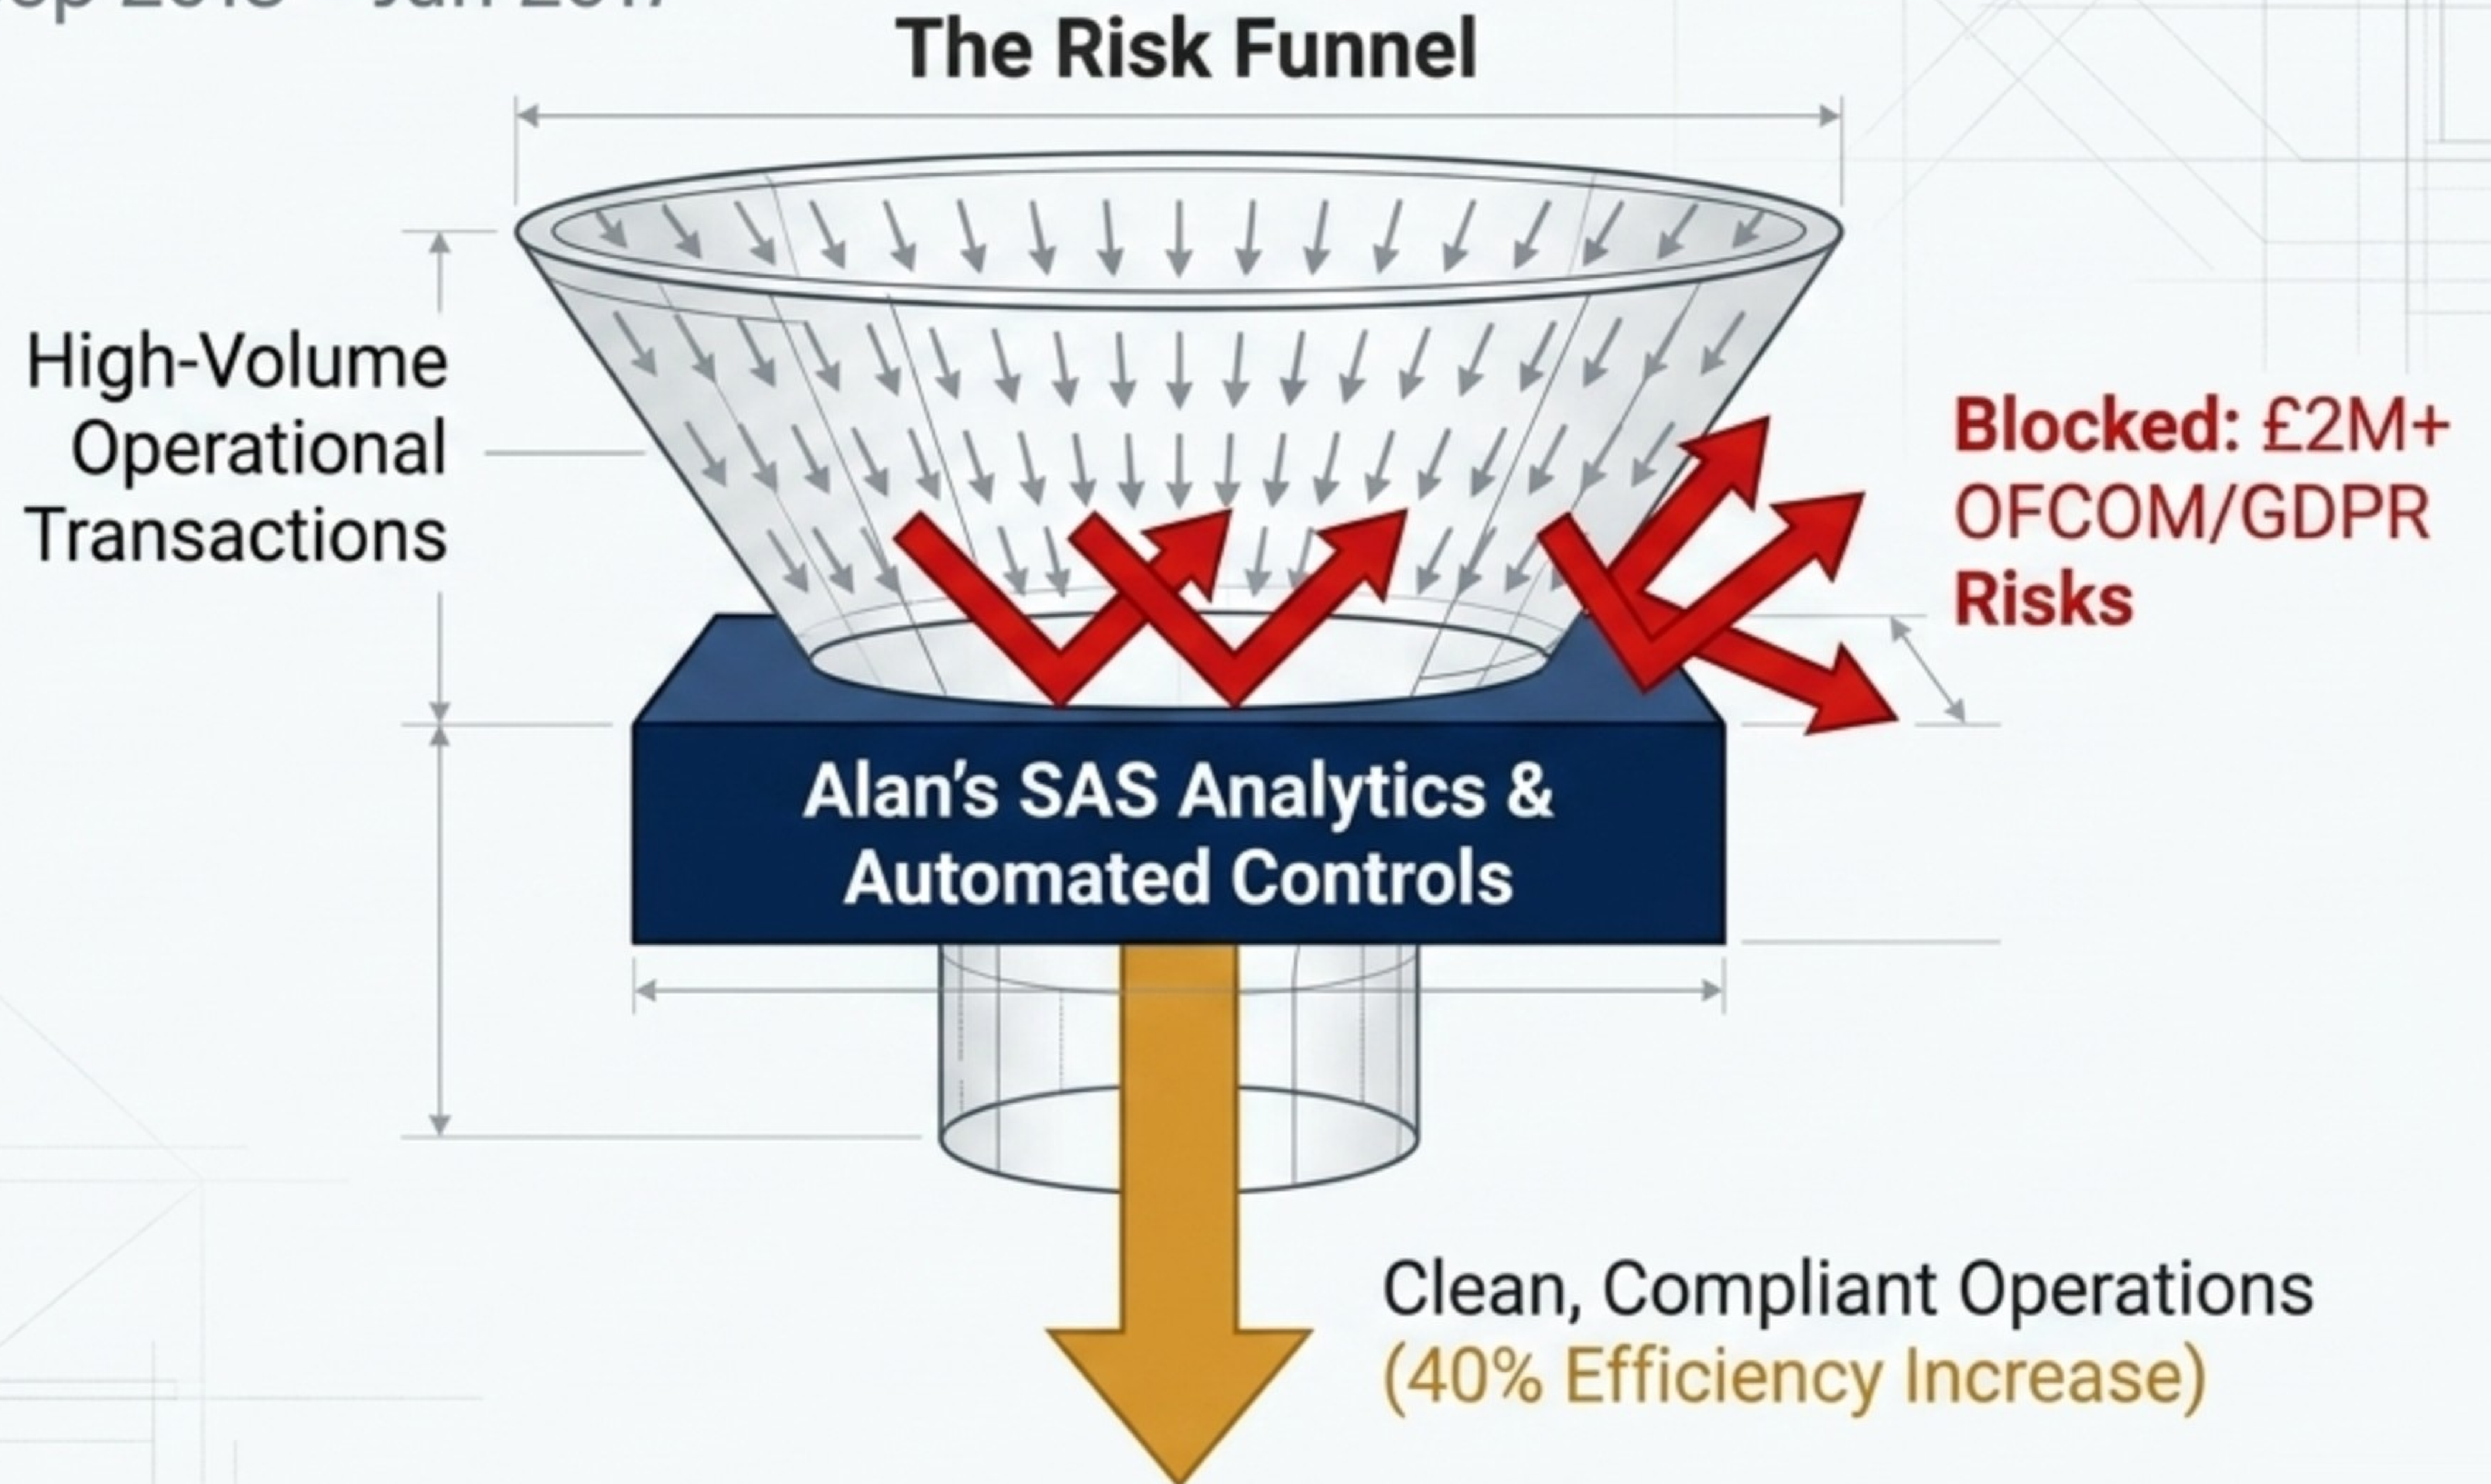 The Risk Funnel
High-Volume
Operational
Transactions
Blocked: £2M+
OFCOM/GDPR
Risks
Alan's SAS Analytics &
Automated Controls
Clean, Compliant Operations
(40% Efficiency Increase)